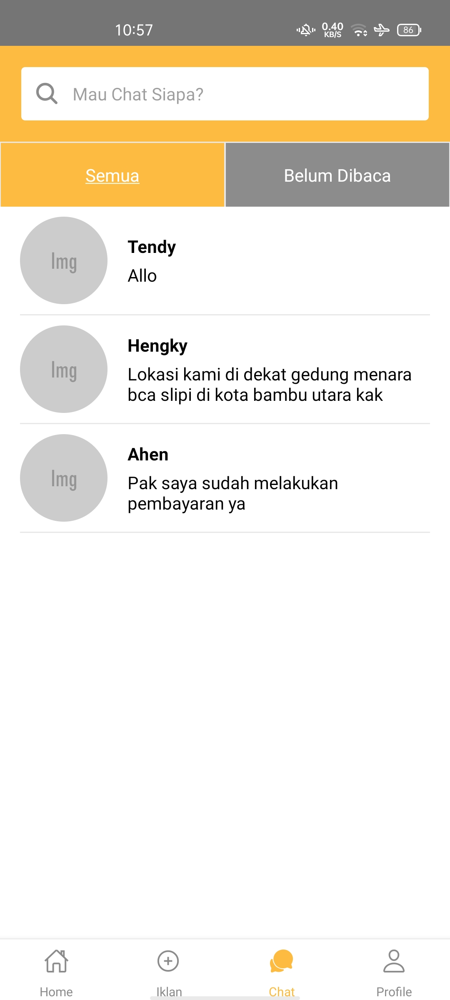 10:57
0.40
KB/S
86
Mau Chat Siapa?
Semua
Belum Dibaca
Img
Tendy
Allo
Img
Hengky
Lokasi kami di dekat gedung menara
bca slipi di kota bambu utara kak
Img
Ahen
Pak saya sudah melakukan
pembayaran ya
Home
Iklan
Chat
Profile